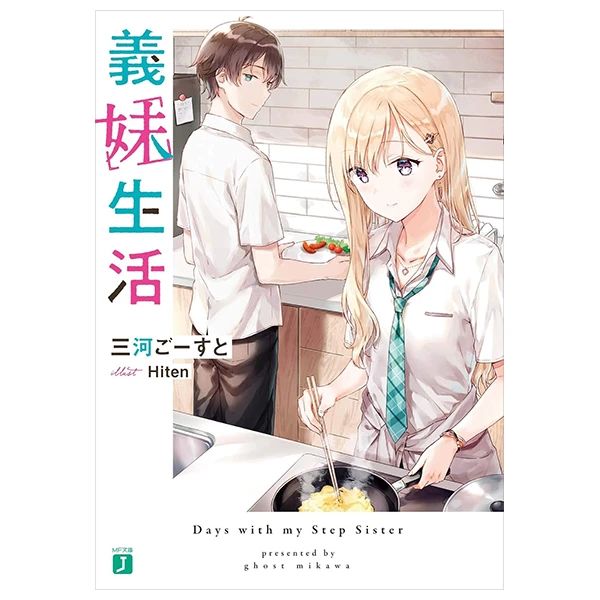 義妹生活
三河ごーすと
illust Hiten
Days with my Step Sister
presented by
ghost mikawa
MF文庫
J